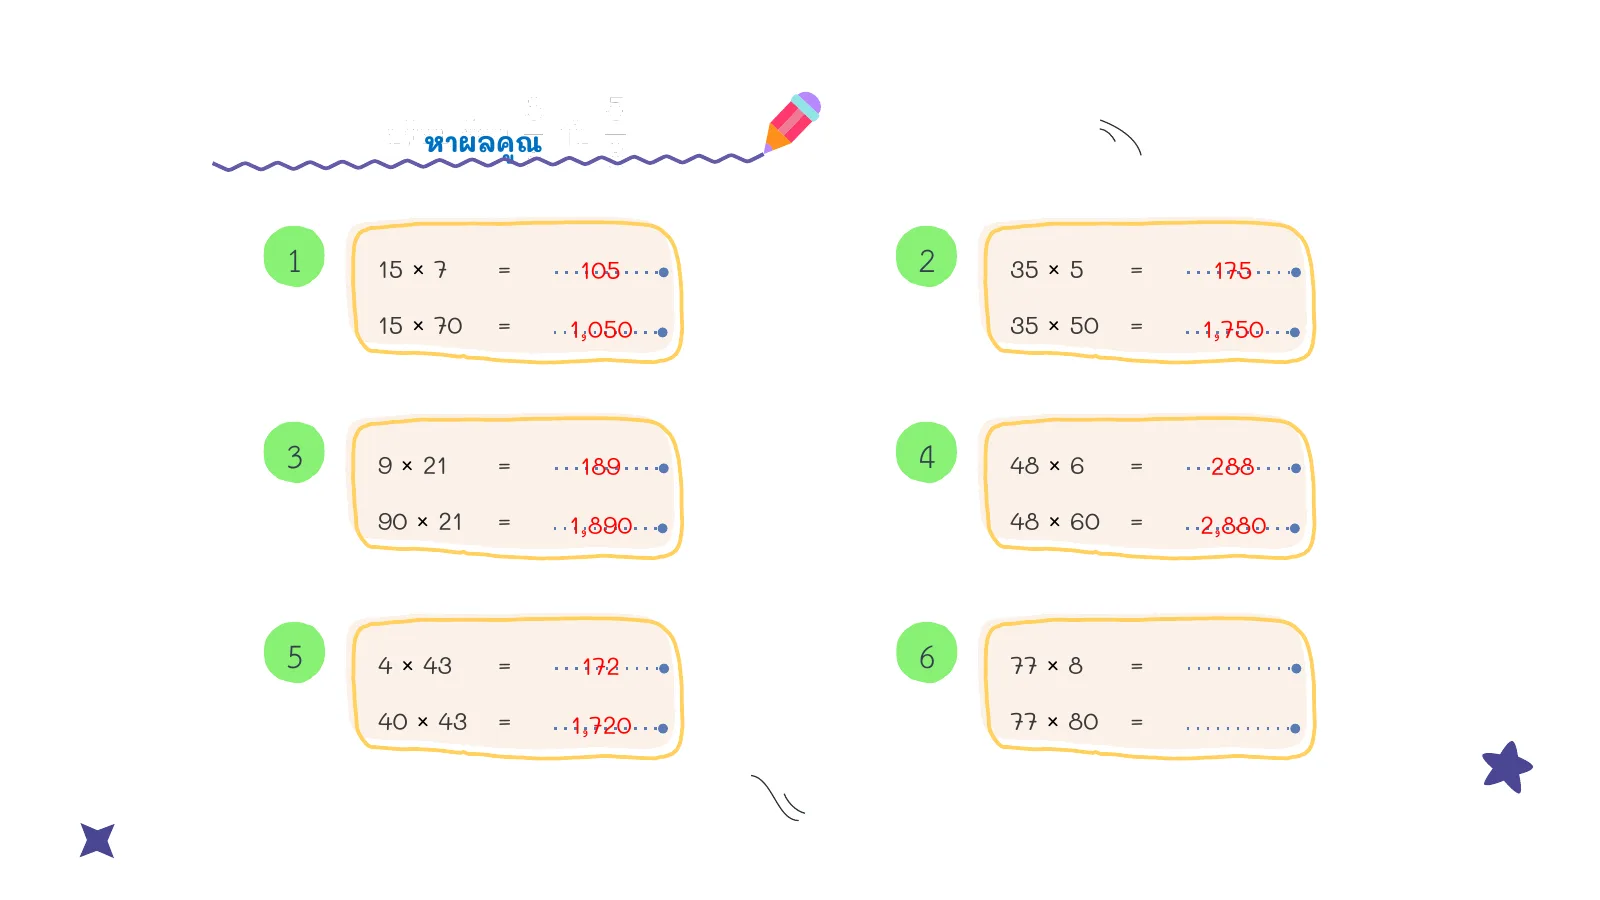 หาผลคูณ
1
15 × 7 = 105
15 × 70 = 1,050
2
35 × 5 = 175
35 × 50 = 1,750
3
9 × 21 = 189
90 × 21 = 1,890
4
48 × 6 = 288
48 × 60 = 2,880
5
4 × 43 = 172
40 × 43 = 1,720
6
77 × 8 =
77 × 80 =